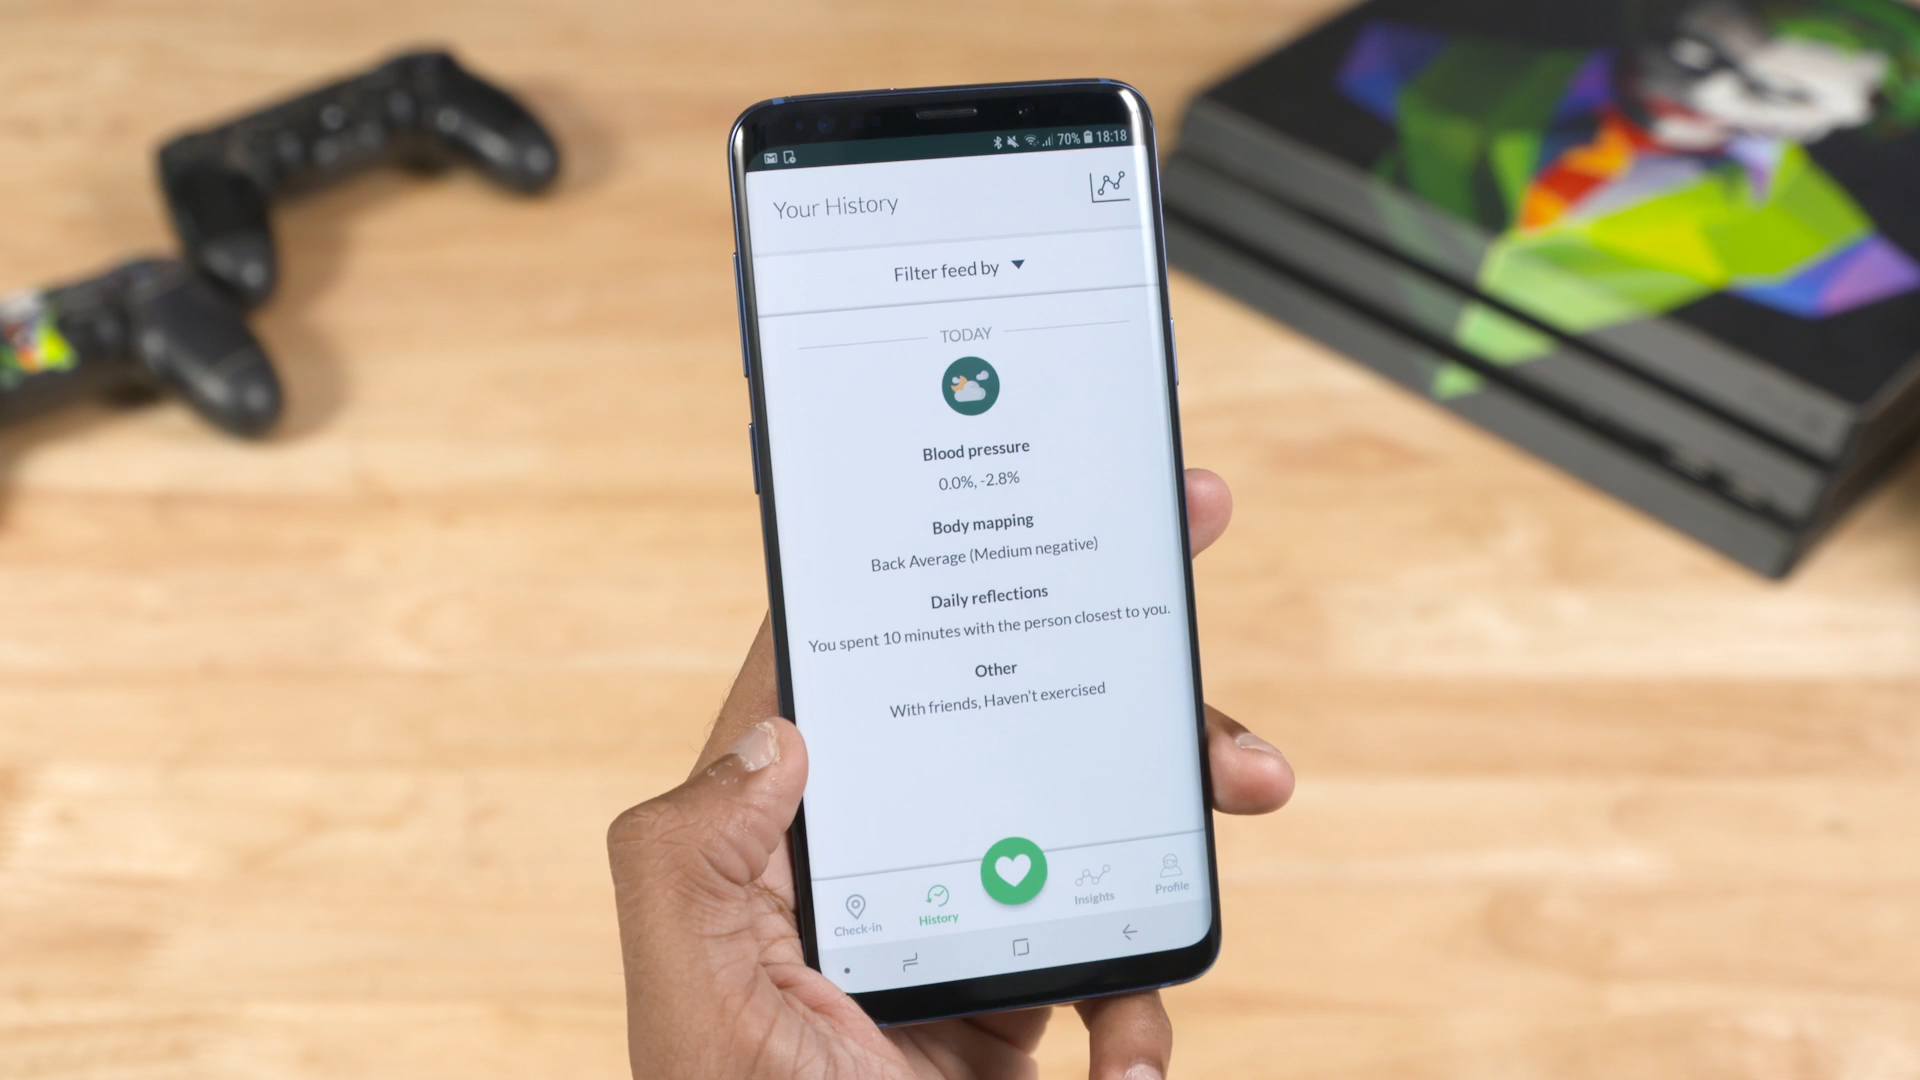 70% 18:18
Your History
Filter feed by
TODAY
Blood pressure
0.0%, -2.8%
Body mapping
Back Average (Medium negative)
Daily reflections
You spent 10 minutes with the person closest to you.
Other
With friends, Haven't exercised
Check-in
History
Insights
Profile